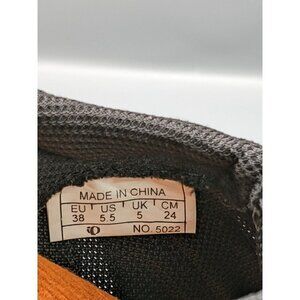 MADE IN CHINA
EU US UK CM
38 5.5 5 24
NO. 5022